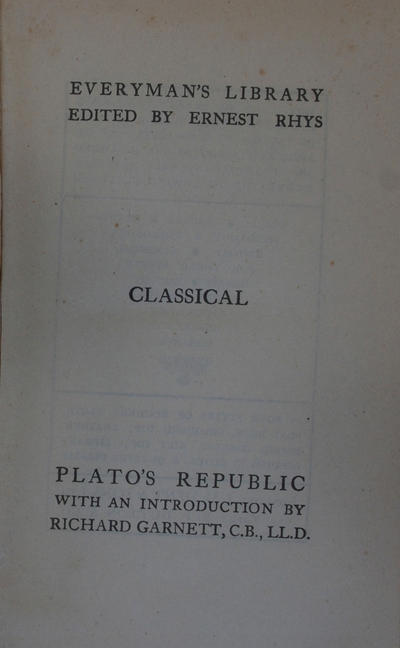 EVERYMAN'S LIBRARY
EDITED BY ERNEST RHYS
CLASSICAL
PLATO'S REPUBLIC
WITH AN INTRODUCTION BY
RICHARD GARNETT, C.B., LL.D.